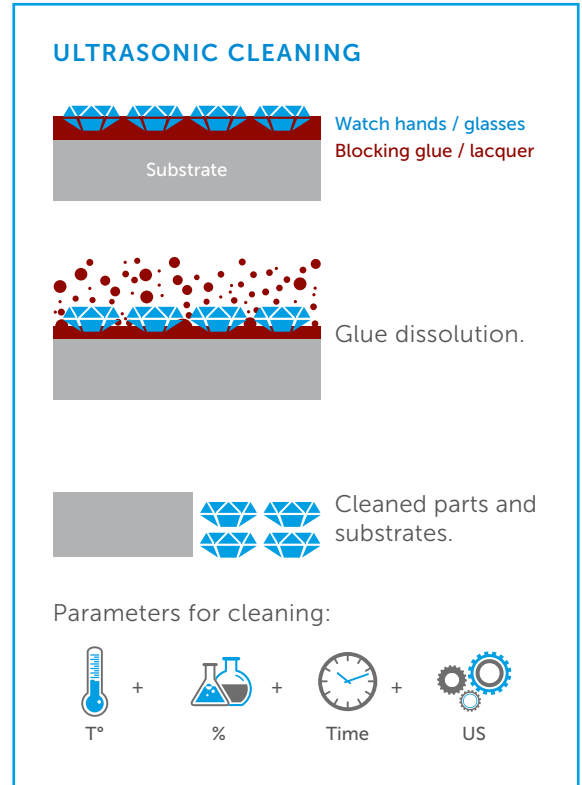 ULTRASONIC CLEANING
Watch hands / glasses
Blocking glue / lacquer
Substrate
Glue dissolution.
Cleaned parts and
substrates.
Parameters for cleaning:
+ + +
T° % Time US